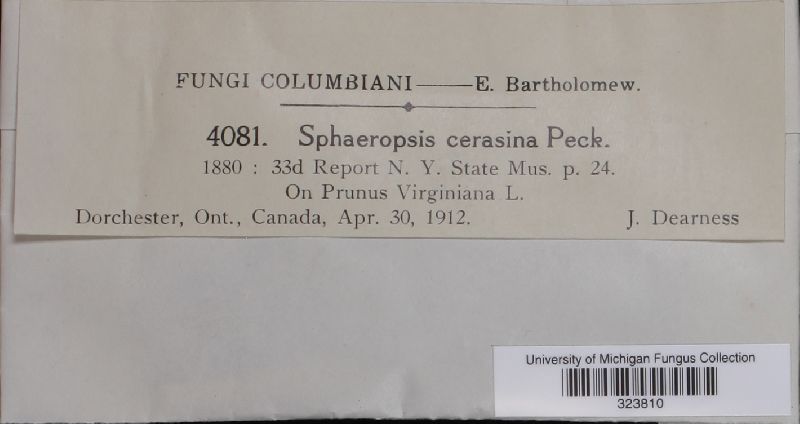 FUNGI COLUMBIANI——E. Bartholomew.
4081. Sphaeropsis cerasina Peck.
1880 : 33d Report N. Y. State Mus. p. 24.
On Prunus Virginiana L.
Dorchester, Ont., Canada, Apr. 30, 1912. J. Dearness
University of Michigan Fungus Collection
323810